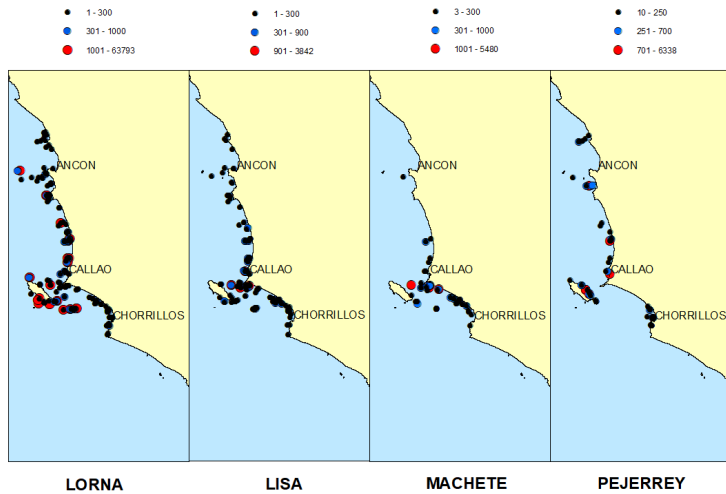 1 - 300
301 - 1000
1001 - 63793
1 - 300
301 - 900
901 - 3842
3 - 300
301 - 1000
1001 - 5480
10 - 250
251 - 700
701 - 6338
ANCON
CALLAO
CHORRILLOS
ANCON
CALLAO
CHORRILLOS
ANCON
CALLAO
CHORRILLOS
ANCON
CALLAO
CHORRILLOS
LORNA
LISA
MACHETE
PEJERREY